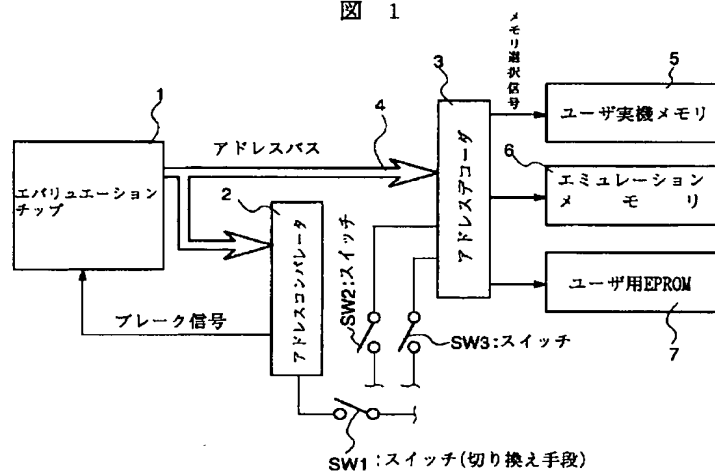 図 1
メモリ選択信号
1
3
5
ユーザ実機メモリ
アドレスバス
4
6
エバリュエーション
チップ
2
アドレスデコーダ
エミュレーション
メモリ
アドレスコンパレータ
SW2:スイッチ
ユーザ用EPROM
ブレーク信号
SW3:スイッチ
7
SW1:スイッチ(切り換え手段)